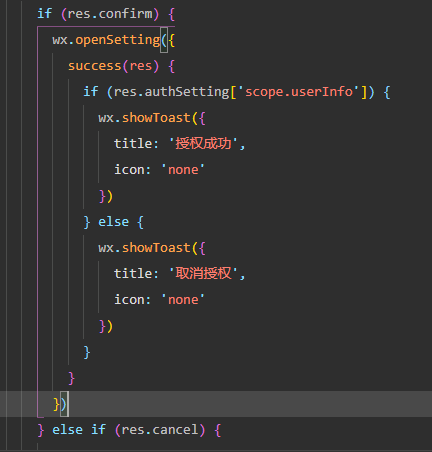 if (res.confirm) {
wx.openSetting({
success(res) {
if (res.authSetting['scope.userInfo']) {
wx.showToast({
title: '授权成功',
icon: 'none'
})
} else {
wx.showToast({
title: '取消授权',
icon: 'none'
})
}
}
})
} else if (res.cancel) {